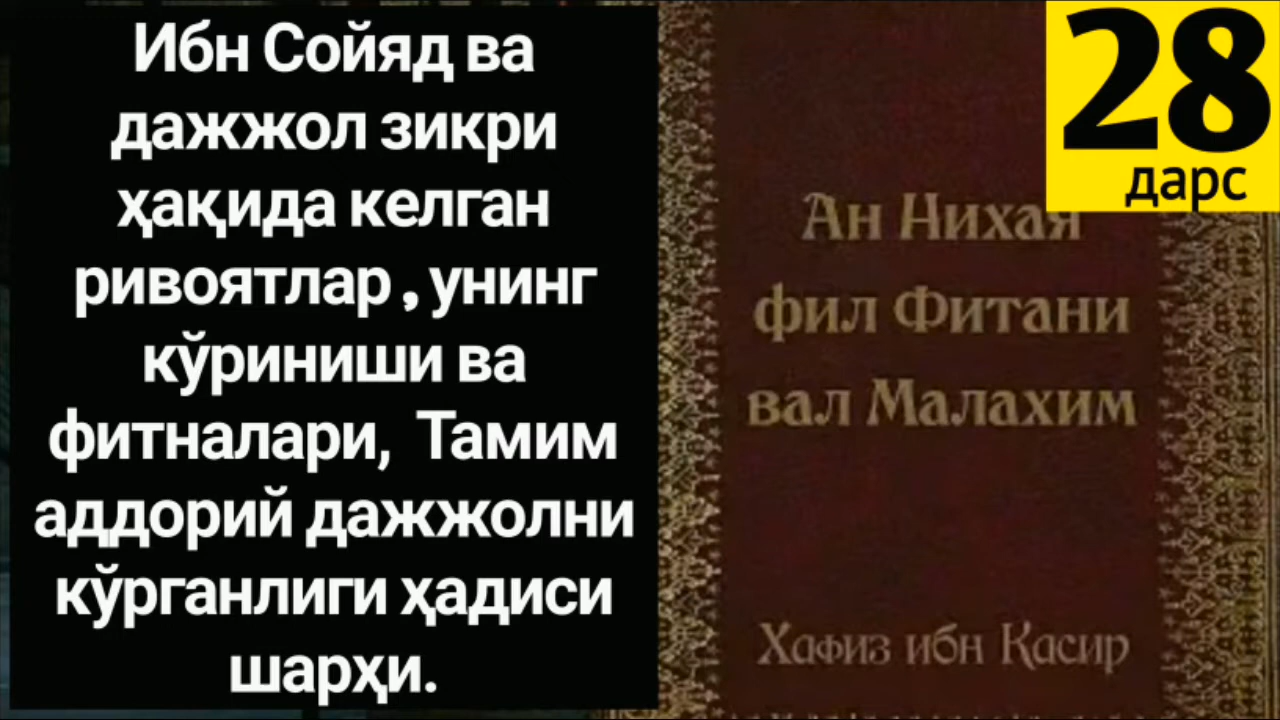 Ибн Сойяд ва
дажжол зикри
ҳақида келган
ривоятлар , унинг
кўриниши ва
фитналари, Тамим
аддорий дажжолни
кўрганлиги ҳадиси
шарҳи.
28
дарс
Ан Нихая
фил Фитани
вал Малахим
Хафиз ибн Касир